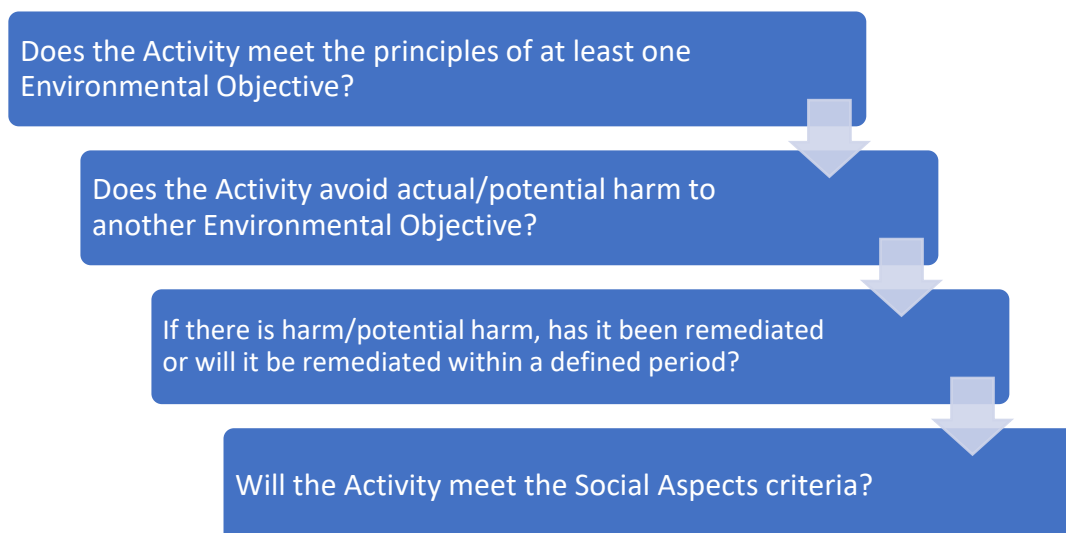 Does the Activity meet the principles of at least one
Environmental Objective?
Does the Activity avoid actual/potential harm to
another Environmental Objective?
If there is harm/potential harm, has it been remediated
or will it be remediated within a defined period?
Will the Activity meet the Social Aspects criteria?